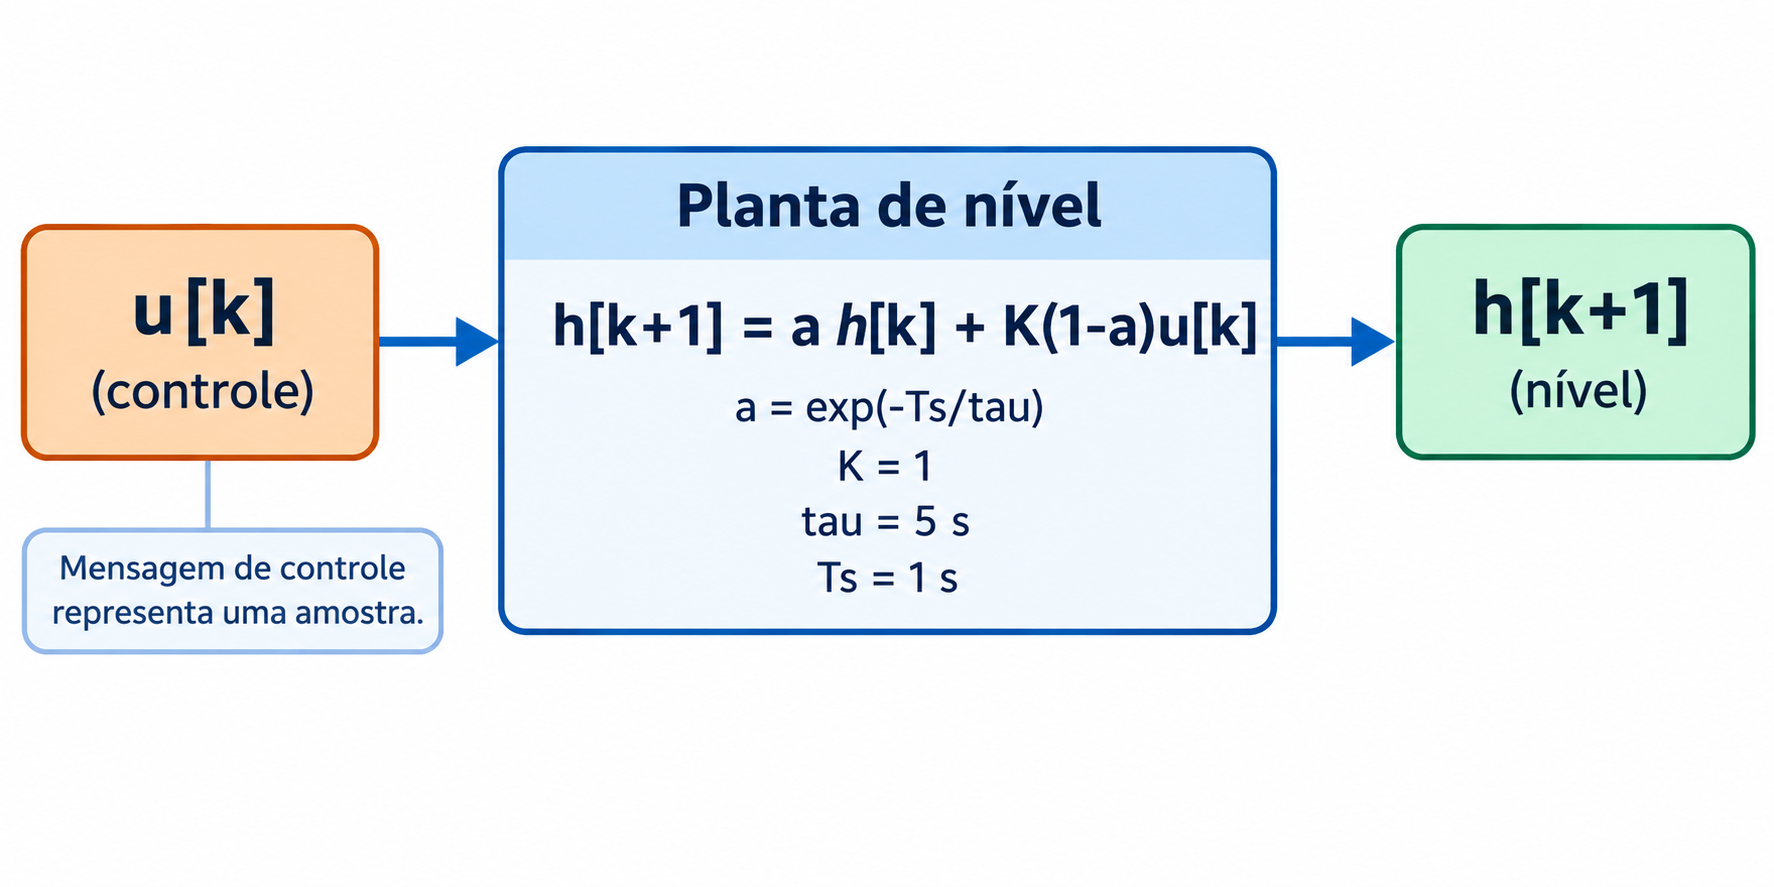 Planta de nível
u[k]
(controle)
h[k+1] = a h[k] + K(1-a)u[k]
a = exp(-Ts/tau)
K = 1
tau = 5 s
Ts = 1 s
h[k+1]
(nível)
Mensagem de controle
representa uma amostra.